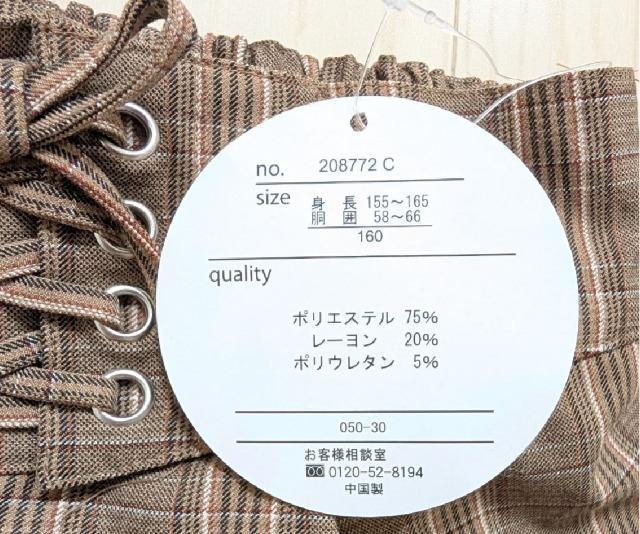 no. 208772 C
size 身長 155～165
胴囲 58～66
160
quality
ポリエステル 75%
レーヨン 20%
ポリウレタン 5%
050-30
お客様相談室
0120-52-8194
中国製